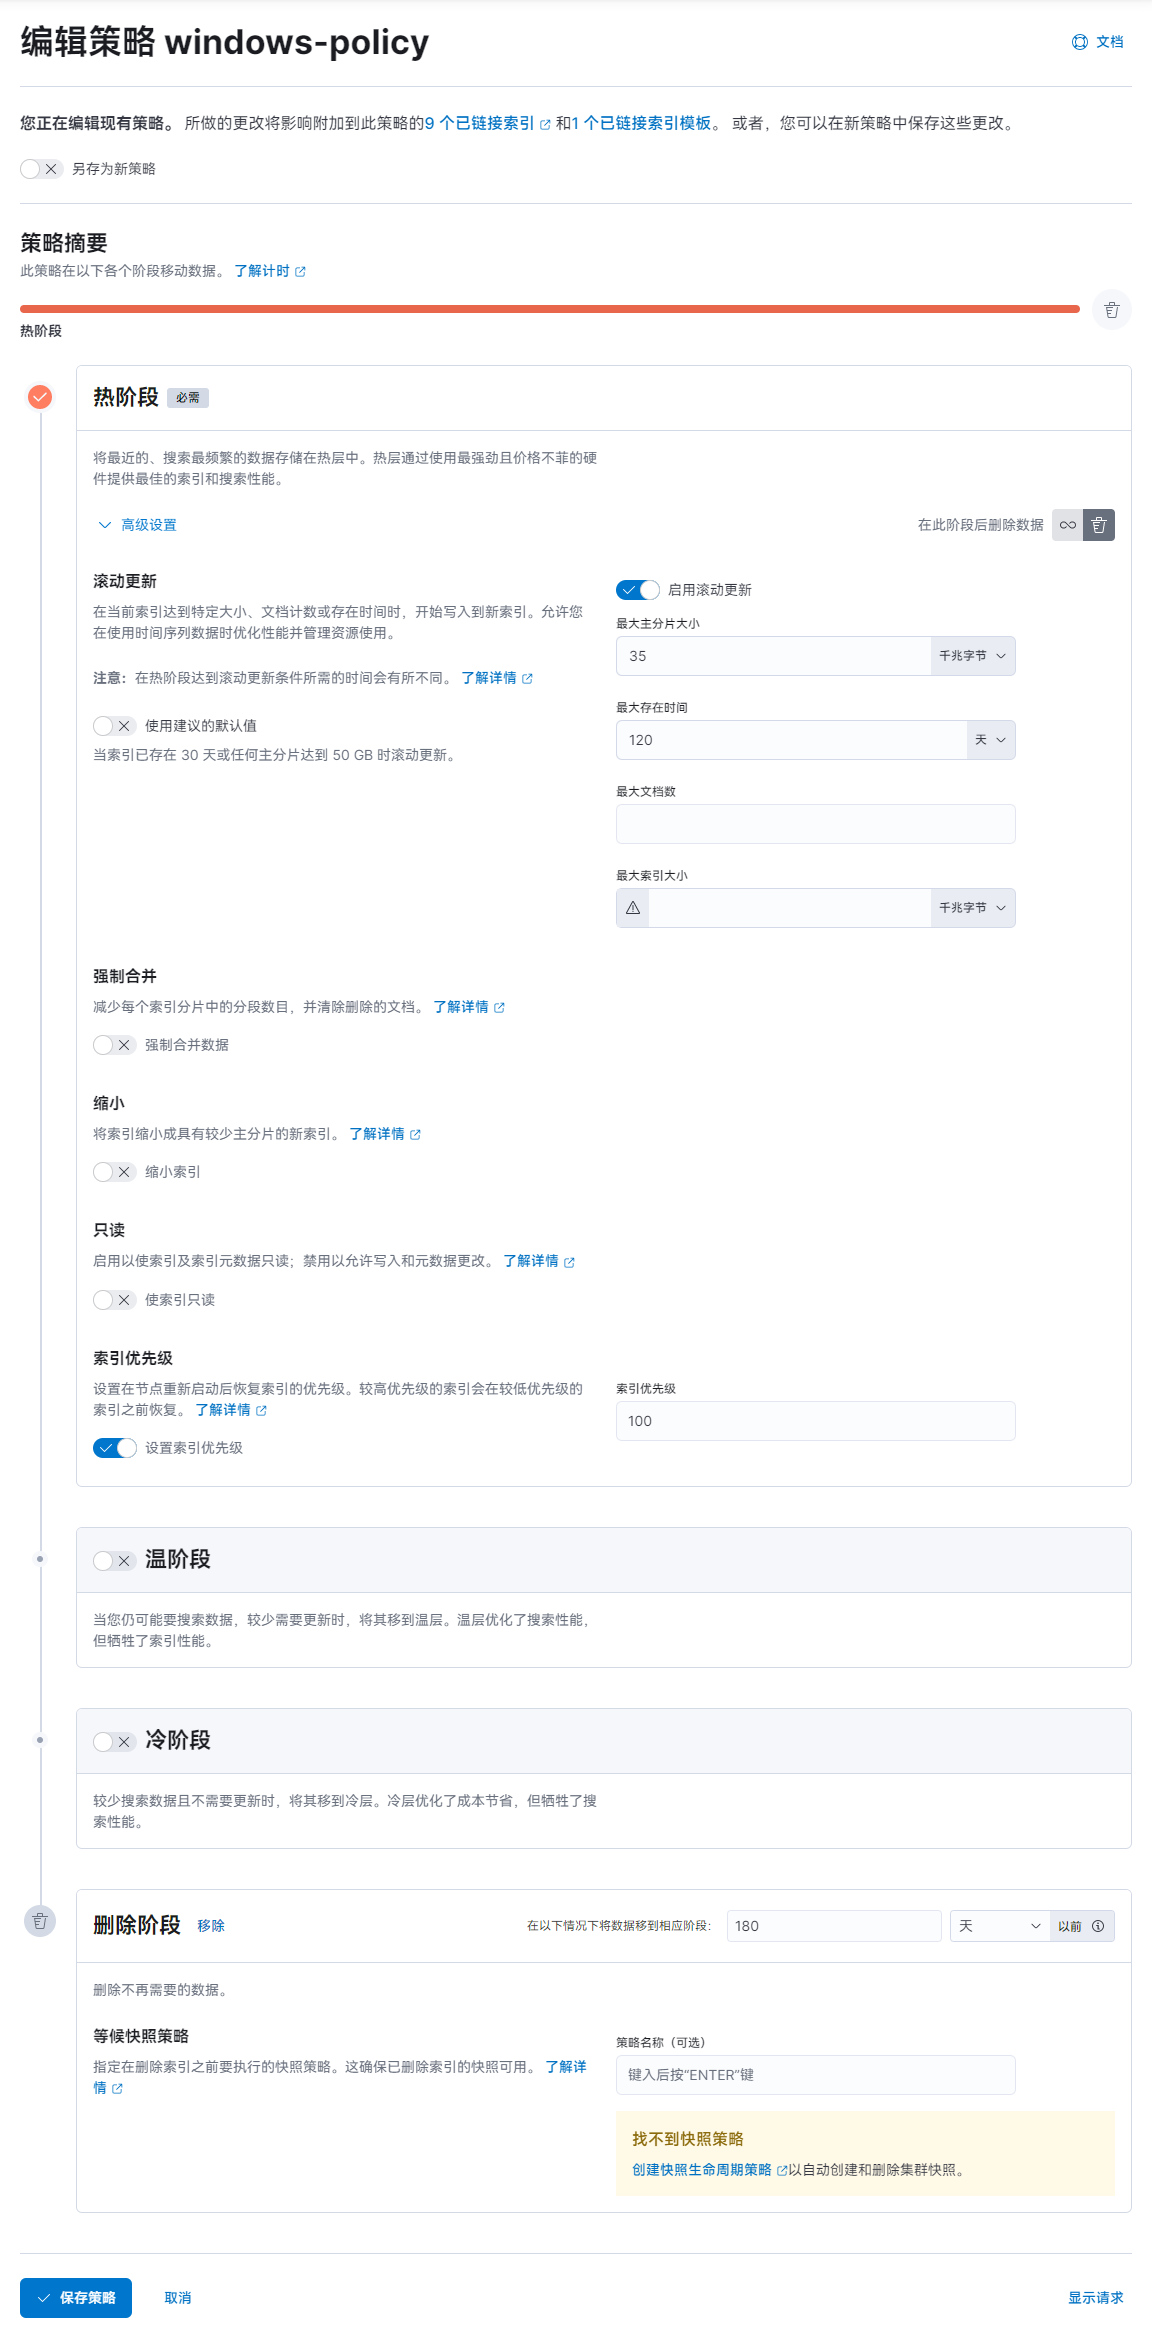 编辑策略 windows-policy
文档
您正在编辑现有策略。 所做的更改将影响附加到此策略的9 个已链接索引 和1 个已链接索引模板。 或者，您可以在新策略中保存这些更改。
另存为新策略
策略摘要
此策略在以下各个阶段移动数据。 了解计时
热阶段
热阶段 必需
将最近的、搜索最频繁的数据存储在热层中。热层通过使用最强劲且价格不菲的硬
件提供最佳的索引和搜索性能。
高级设置
在此阶段后删除数据
滚动更新
在当前索引达到特定大小、文档计数或存在时间时，开始写入到新索引。允许您
在使用时间序列数据时优化性能并管理资源使用。
注意：在热阶段达到滚动更新条件所需的时间会有所不同。 了解详情
使用建议的默认值
当索引已存在 30 天或任何主分片达到 50 GB 时滚动更新。
启用滚动更新
最大主分片大小
35 千兆字节
最大存在时间
120 天
最大文档数
最大索引大小
千兆字节
强制合并
减少每个索引分片中的分段数目，并清除删除的文档。 了解详情
强制合并数据
缩小
将索引缩小成具有较少主分片的新索引。 了解详情
缩小索引
只读
启用以使索引及索引元数据只读；禁用以允许写入和元数据更改。 了解详情
使索引只读
索引优先级
设置在节点重新启动后恢复索引的优先级。较高优先级的索引会在较低优先级的
索引之前恢复。 了解详情
设置索引优先级
索引优先级
100
温阶段
当您仍可能要搜索数据，较少需要更新时，将其移到温层。温层优化了搜索性能，
但牺牲了索引性能。
冷阶段
较少搜索数据且不需要更新时，将其移到冷层。冷层优化了成本节省，但牺牲了搜
索性能。
删除阶段 移除
在以下情况下将数据移到相应阶段： 180 天 以前
删除不再需要的数据。
等候快照策略
指定在删除索引之前要执行的快照策略。这确保已删除索引的快照可用。 了解详
情
策略名称（可选）
键入后按“ENTER”键
找不到快照策略
创建快照生命周期策略 以自动创建和删除集群快照。
保存策略
取消
显示请求